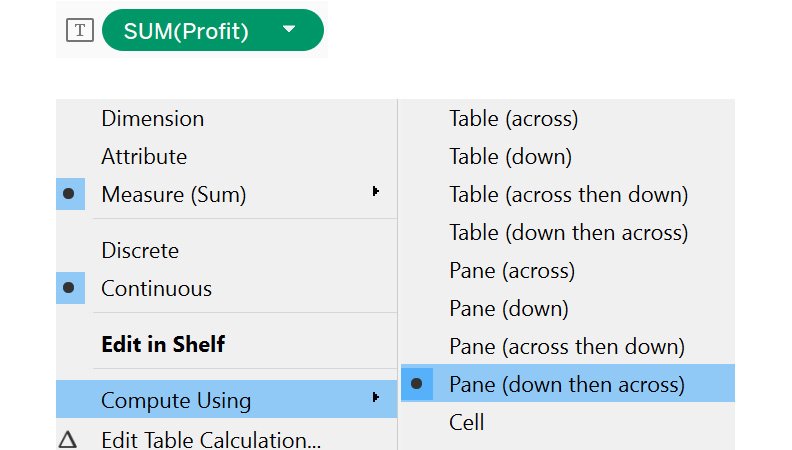 T SUM(Profit)
Dimension
Attribute
Measure (Sum)
Discrete
Continuous
Edit in Shelf
Compute Using
Edit Table Calculation...
Table (across)
Table (down)
Table (across then down)
Table (down then across)
Pane (across)
Pane (down)
Pane (across then down)
Pane (down then across)
Cell